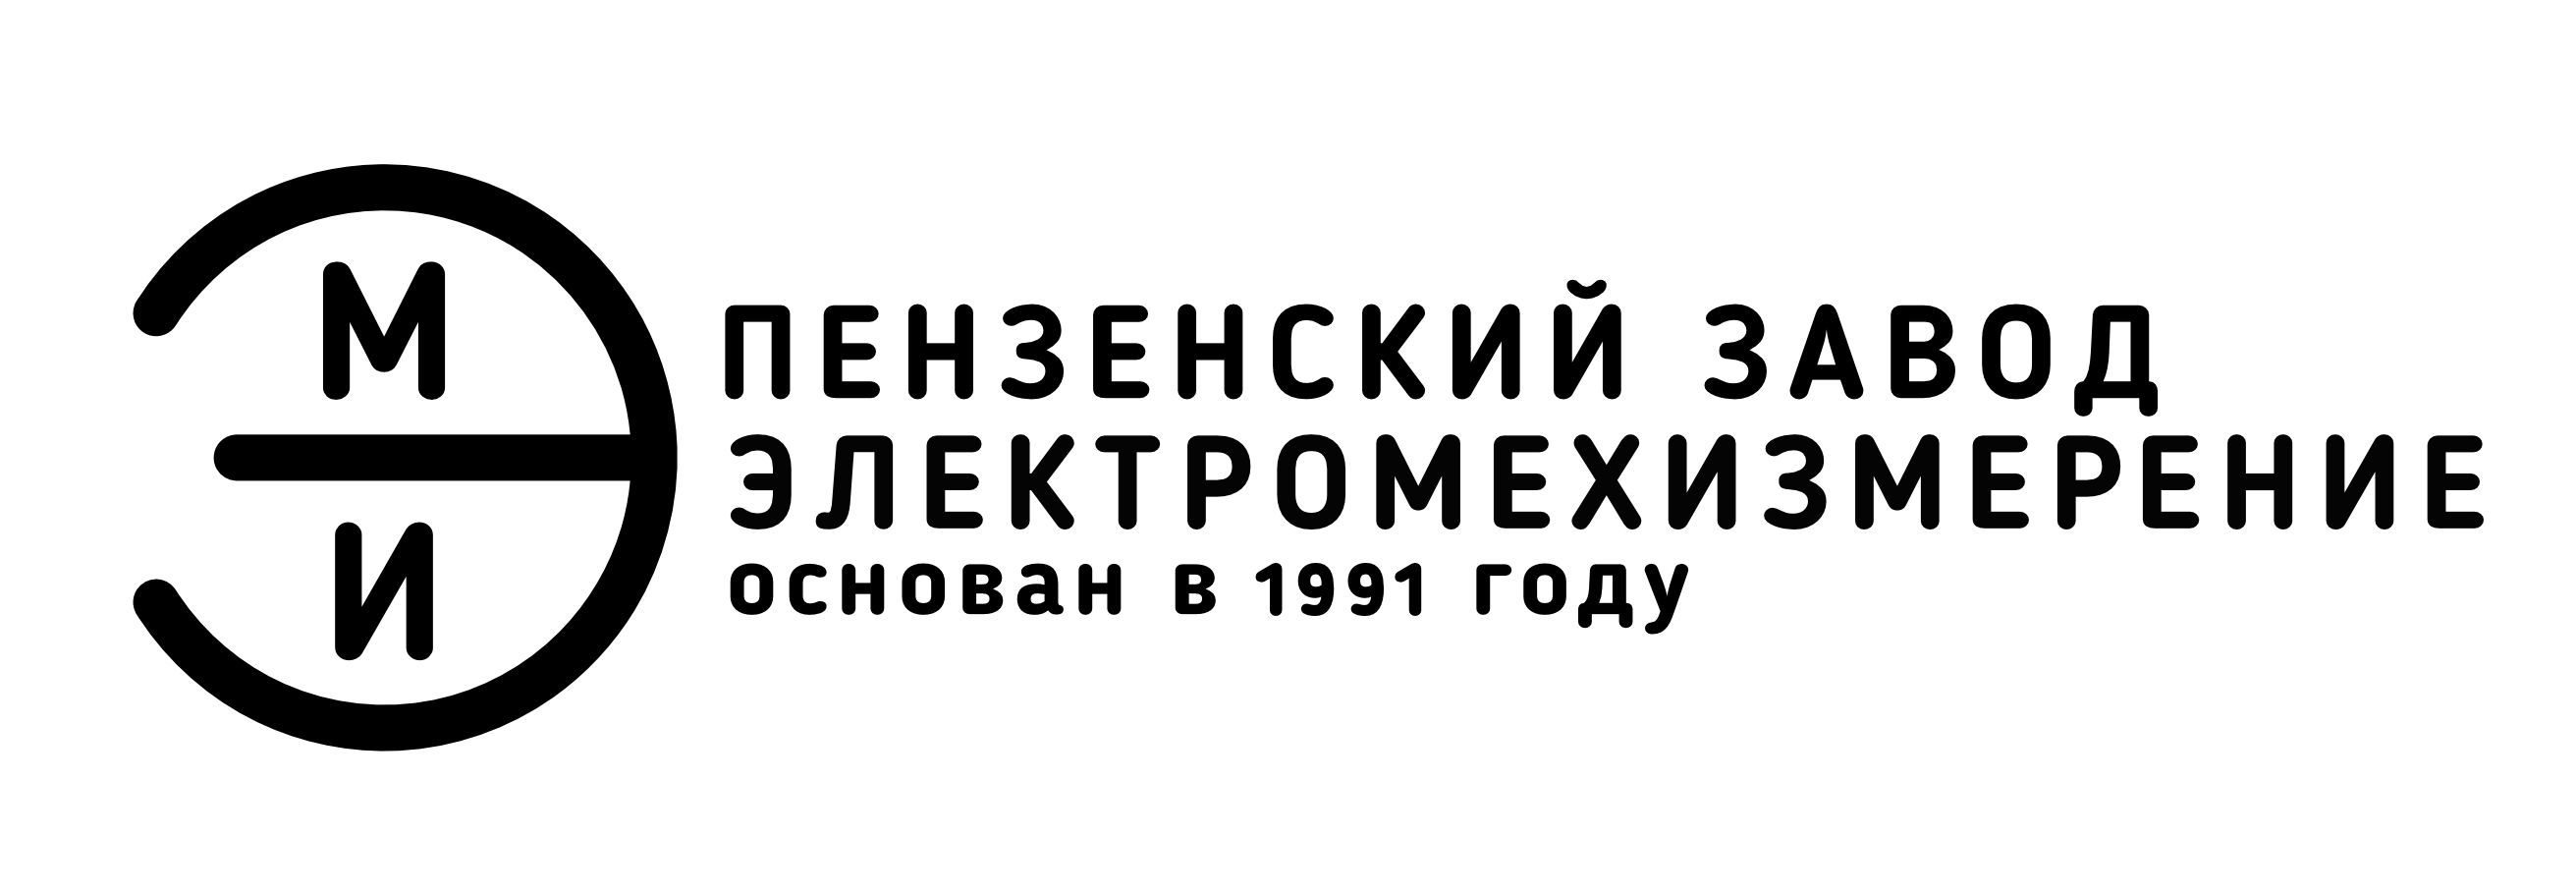 Э
М
И
ПЕНЗЕНСКИЙ ЗАВОД
ЭЛЕКТРОМЕХИЗМЕРЕНИЕ
основан в 1991 году